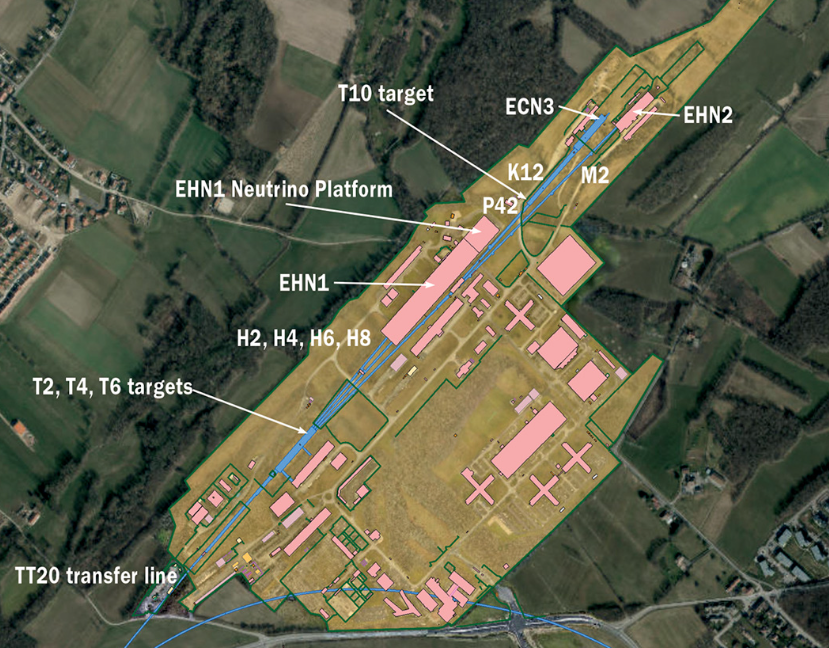 T10 target
ECN3
EHN2
K12
M2
EHN1 Neutrino Platform
P42
EHN1
H2, H4, H6, H8
T2, T4, T6 targets
TT20 transfer line